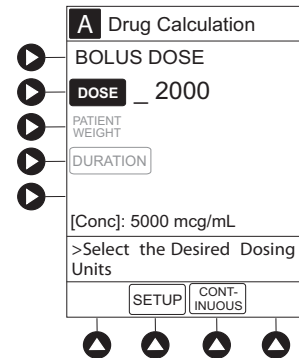 A Drug Calculation
BOLUS DOSE
DOSE _ 2000
PATIENT
WEIGHT
DURATION
[Conc]: 5000 mcg/mL
>Select the Desired Dosing
Units
SETUP
CONT-
INUOUS